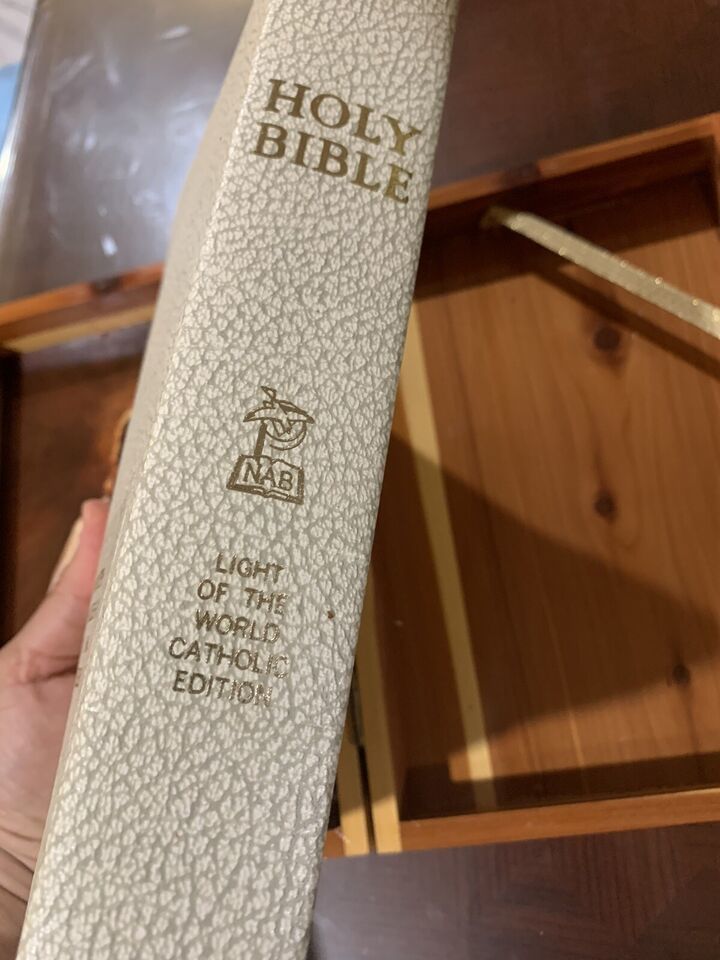 HOLY
BIBLE
NAB
LIGHT
OF THE
WORLD
CATHOLIC
EDITION